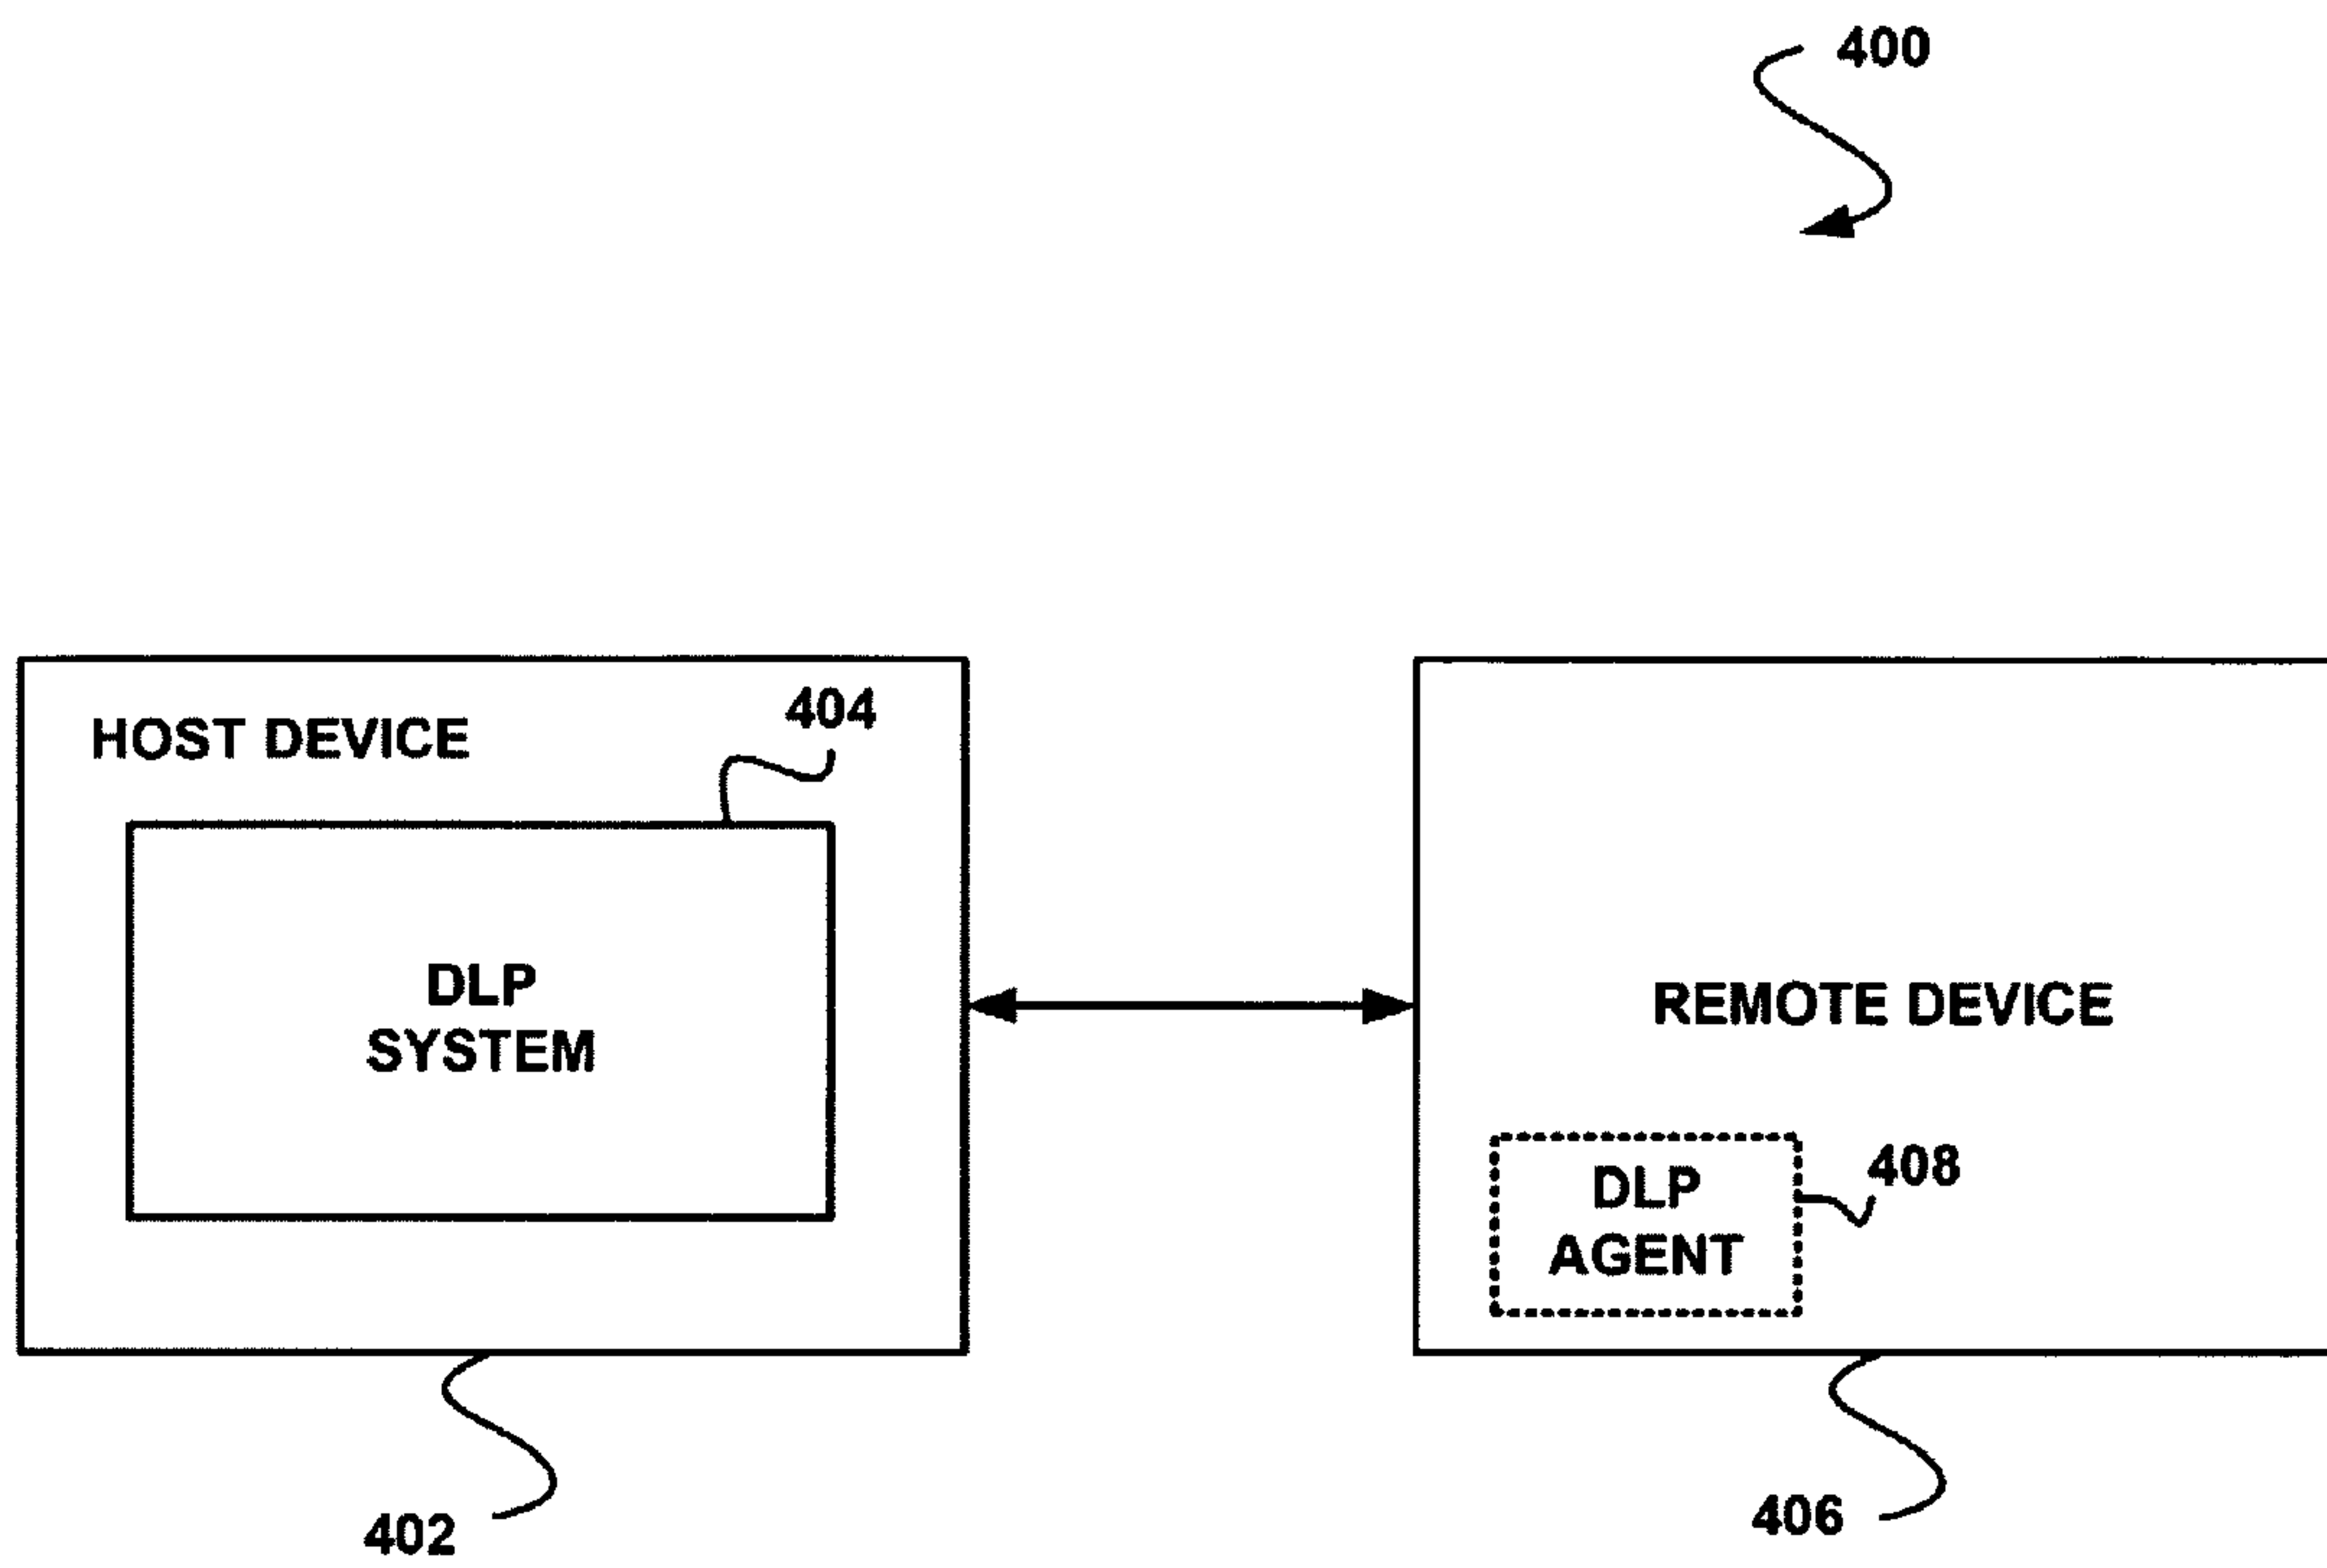 400
HOST DEVICE
404
DLP
SYSTEM
REMOTE DEVICE
DLP
AGENT
408
402
406